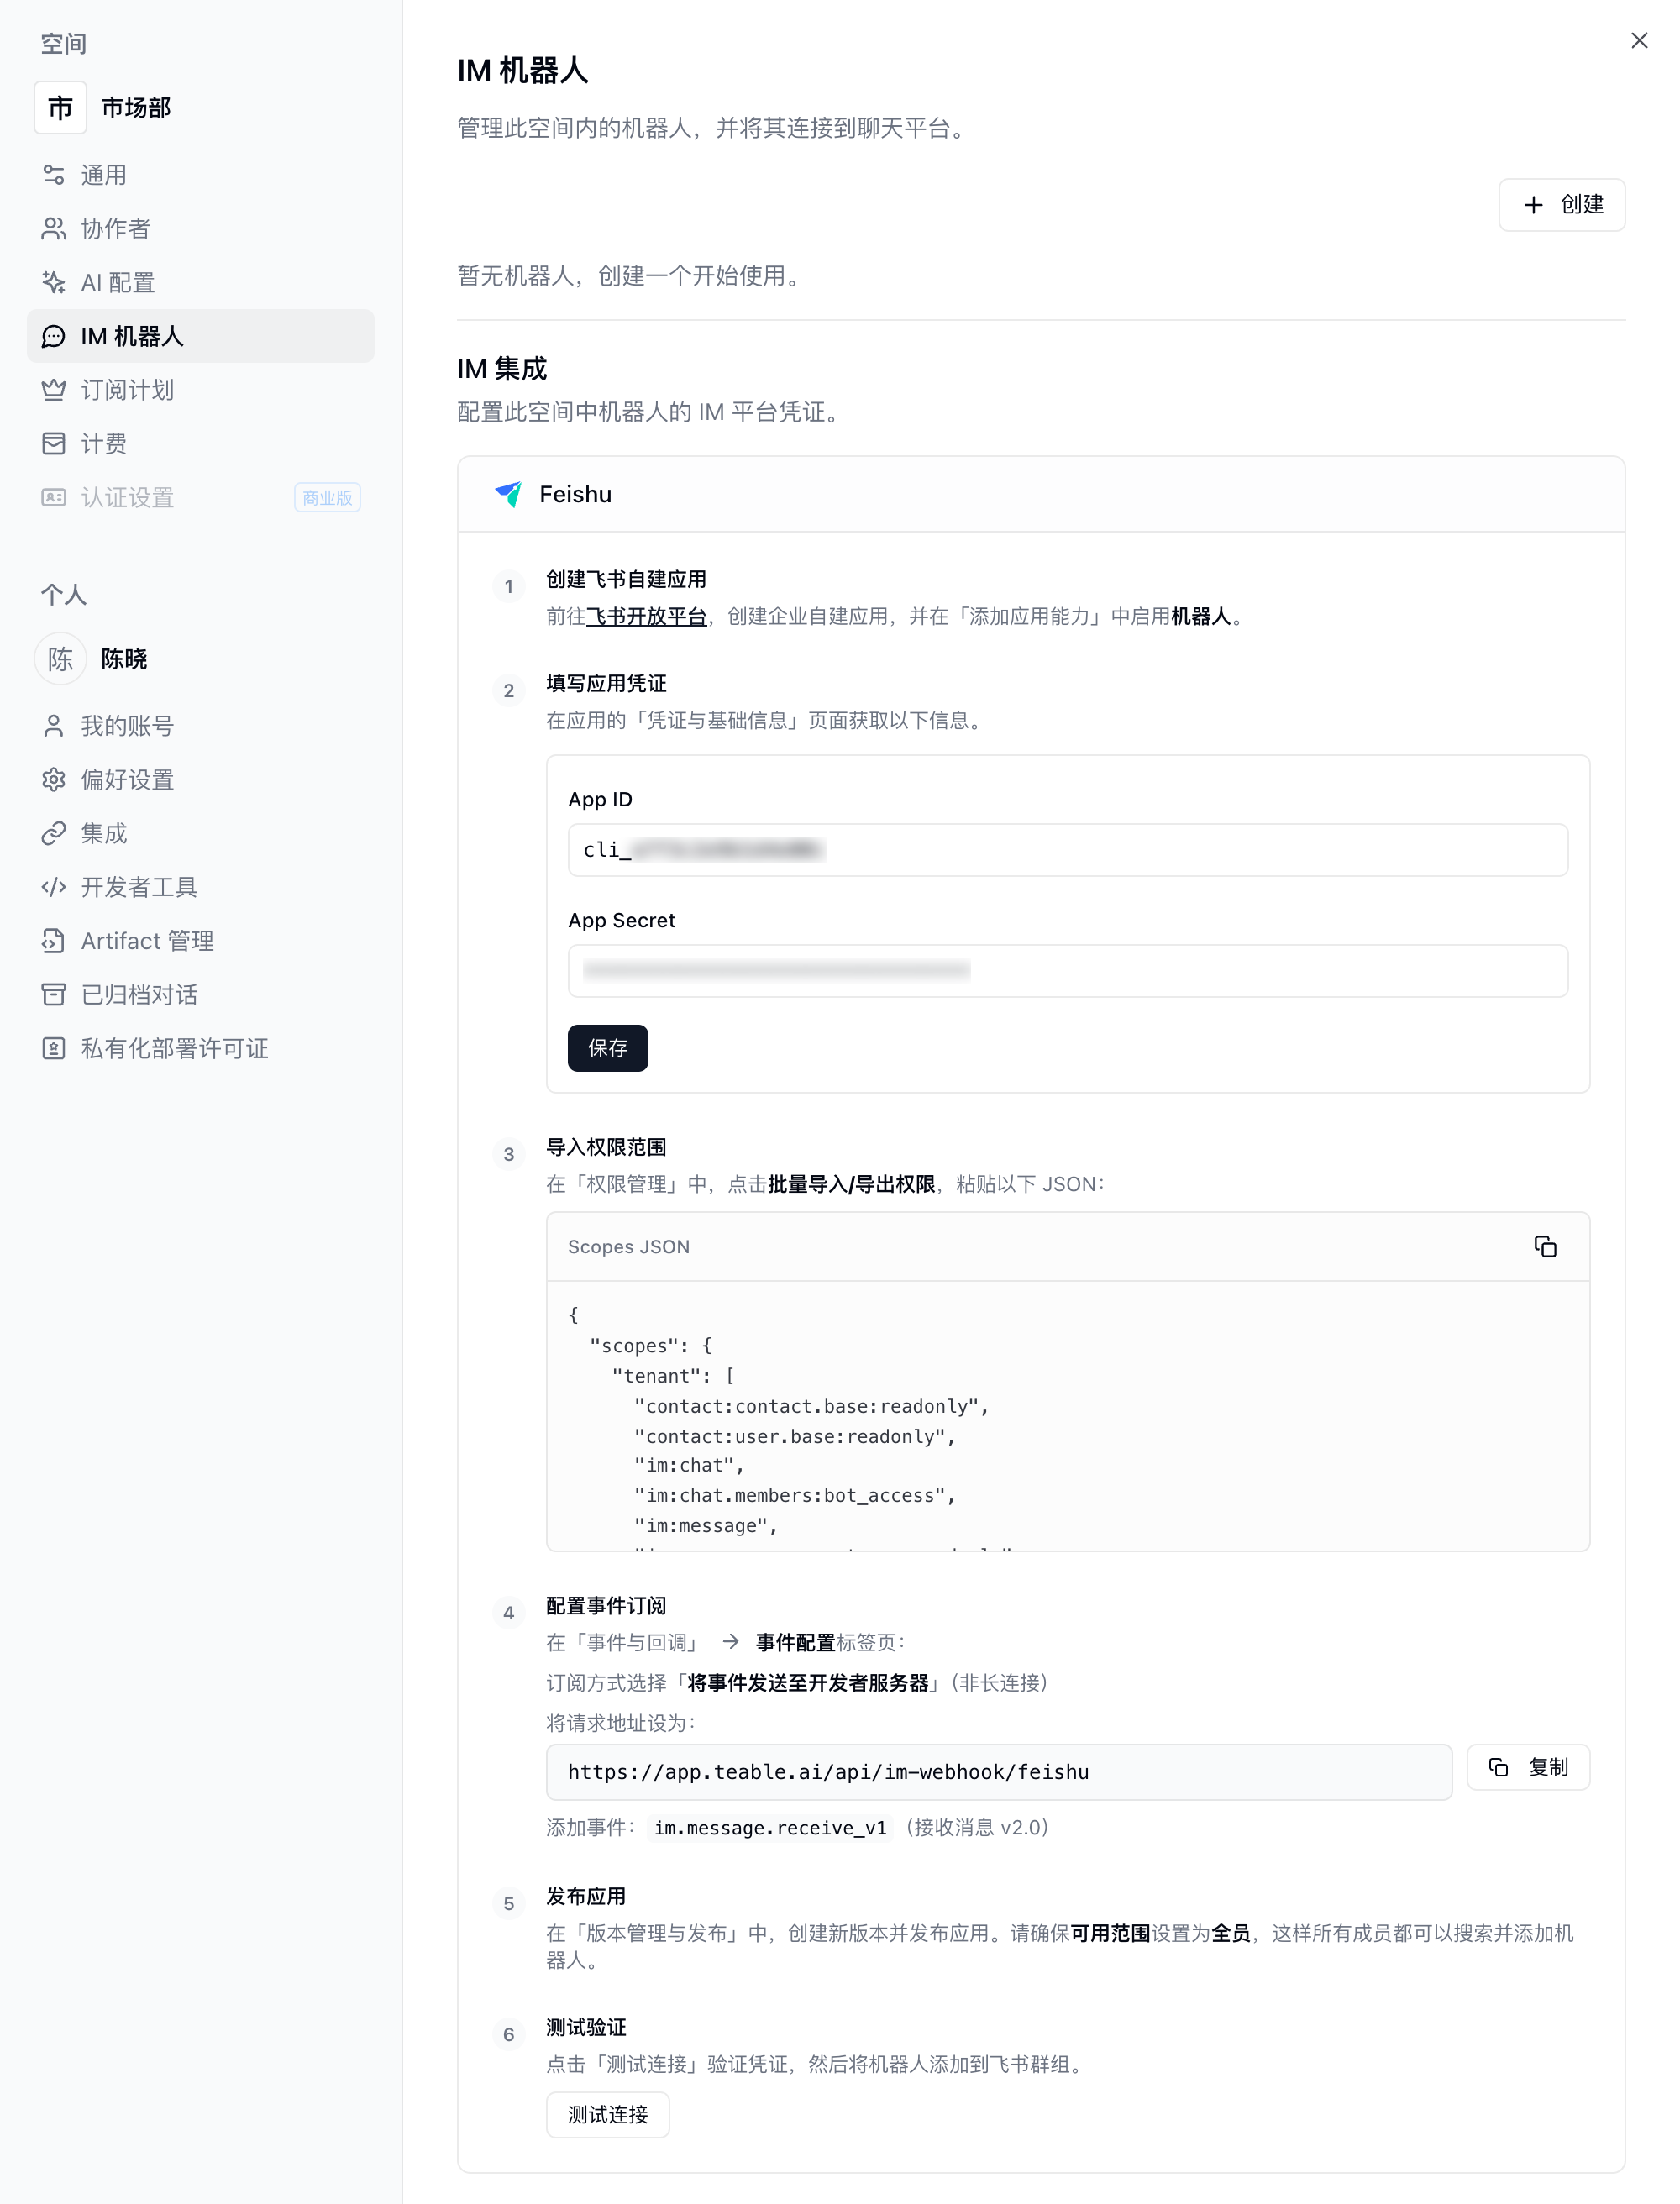 空间
市 市场部
通用
协作者
AI 配置
IM 机器人
订阅计划
计费
认证设置 商业版
个人
陈 陈晓
我的账号
偏好设置
集成
开发者工具
Artifact 管理
已归档对话
私有化部署许可证
IM 机器人
管理此空间内的机器人，并将其连接到聊天平台。
创建
暂无机器人，创建一个开始使用。
IM 集成
配置此空间中机器人的 IM 平台凭证。
Feishu
1 创建飞书自建应用
前往飞书开放平台，创建企业自建应用，并在「添加应用能力」中启用机器人。
2 填写应用凭证
在应用的「凭证与基础信息」页面获取以下信息。
App ID
cli_
App Secret
保存
3 导入权限范围
在「权限管理」中，点击批量导入/导出权限，粘贴以下 JSON：
Scopes JSON
{
"scopes": {
"tenant": [
"contact:contact.base:readonly",
"contact:user.base:readonly",
"im:chat",
"im:chat.members:bot_access",
"im:message",
4 配置事件订阅
在「事件与回调」 → 事件配置标签页：
订阅方式选择「将事件发送至开发者服务器」（非长连接）
将请求地址设为：
https://app.teable.ai/api/im-webhook/feishu 复制
添加事件： im.message.receive_v1 （接收消息 v2.0）
5 发布应用
在「版本管理与发布」中，创建新版本并发布应用。请确保可用范围设置为全员，这样所有成员都可以搜索并添加机
器人。
6 测试验证
点击「测试连接」验证凭证，然后将机器人添加到飞书群组。
测试连接